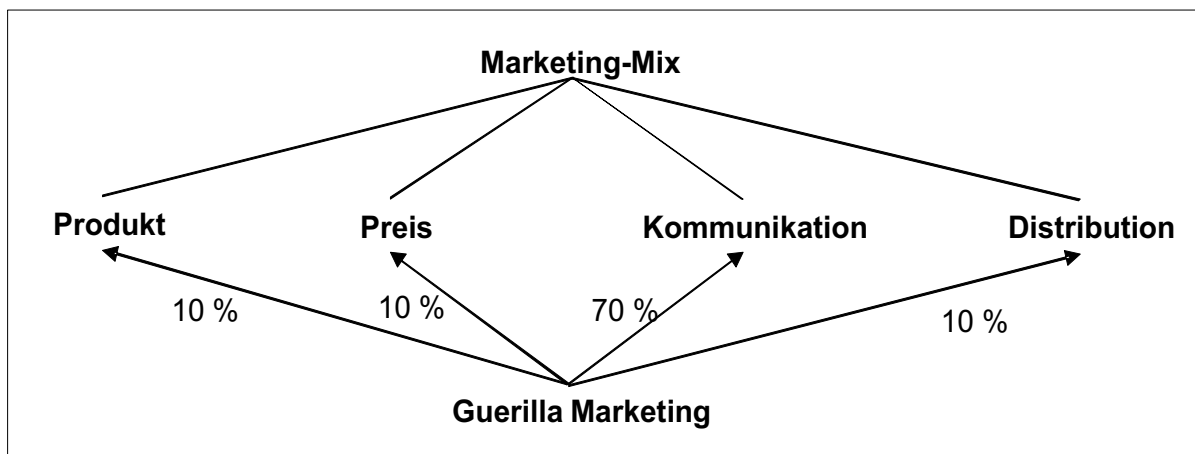 Marketing-Mix
Produkt Preis Kommunikation Distribution
10 % 10 % 70 % 10 %
Guerilla Marketing